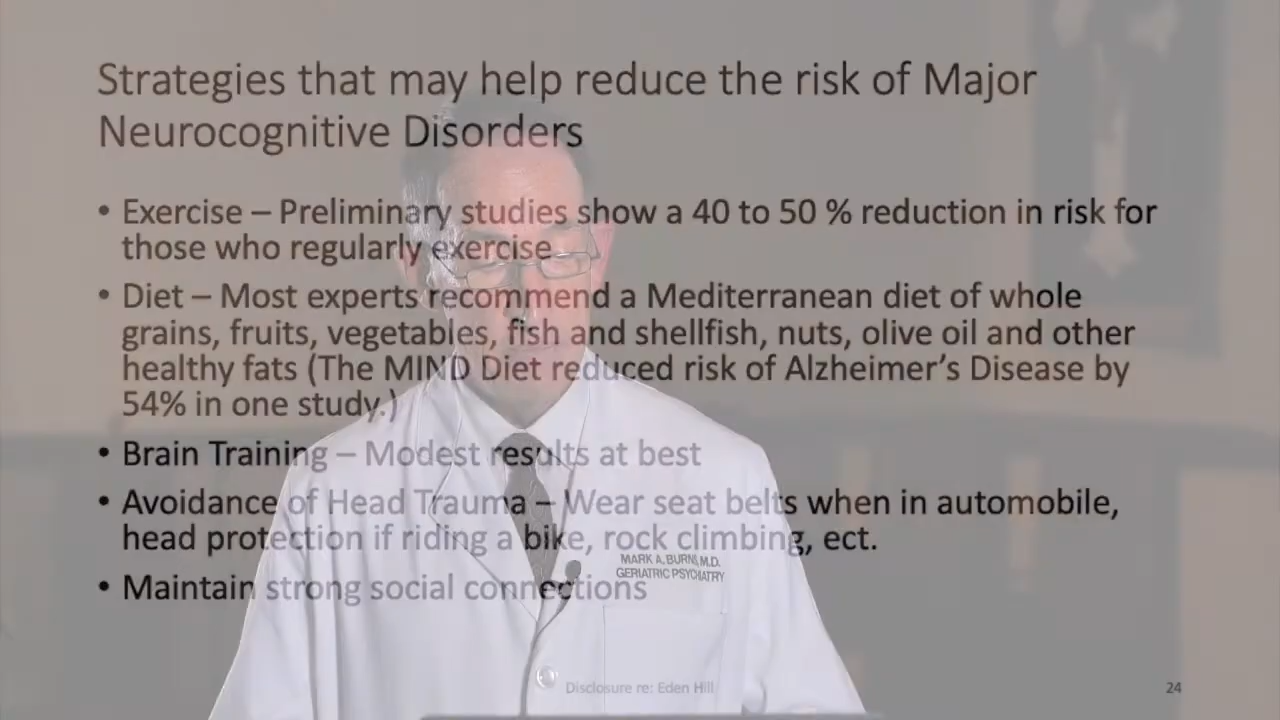 Strategies that may help reduce the risk of Major
Neurocognitive Disorders
• Exercise – Preliminary studies show a 40 to 50 % reduction in risk for
those who regularly exercise.
• Diet – Most experts recommend a Mediterranean diet of whole
grains, fruits, vegetables, fish and shellfish, nuts, olive oil and other
healthy fats (The MIND Diet reduced risk of Alzheimer's Disease by
54% in one study.)
• Brain Training – Modest results at best
• Avoidance of Head Trauma – Wear seat belts when in automobile,
head protection if riding a bike, rock climbing, ect.
• Maintain strong social connections
MARK A. BURNS, M.D.
GERIATRIC PSYCHIATRY
Disclosure re: Eden Hill
24